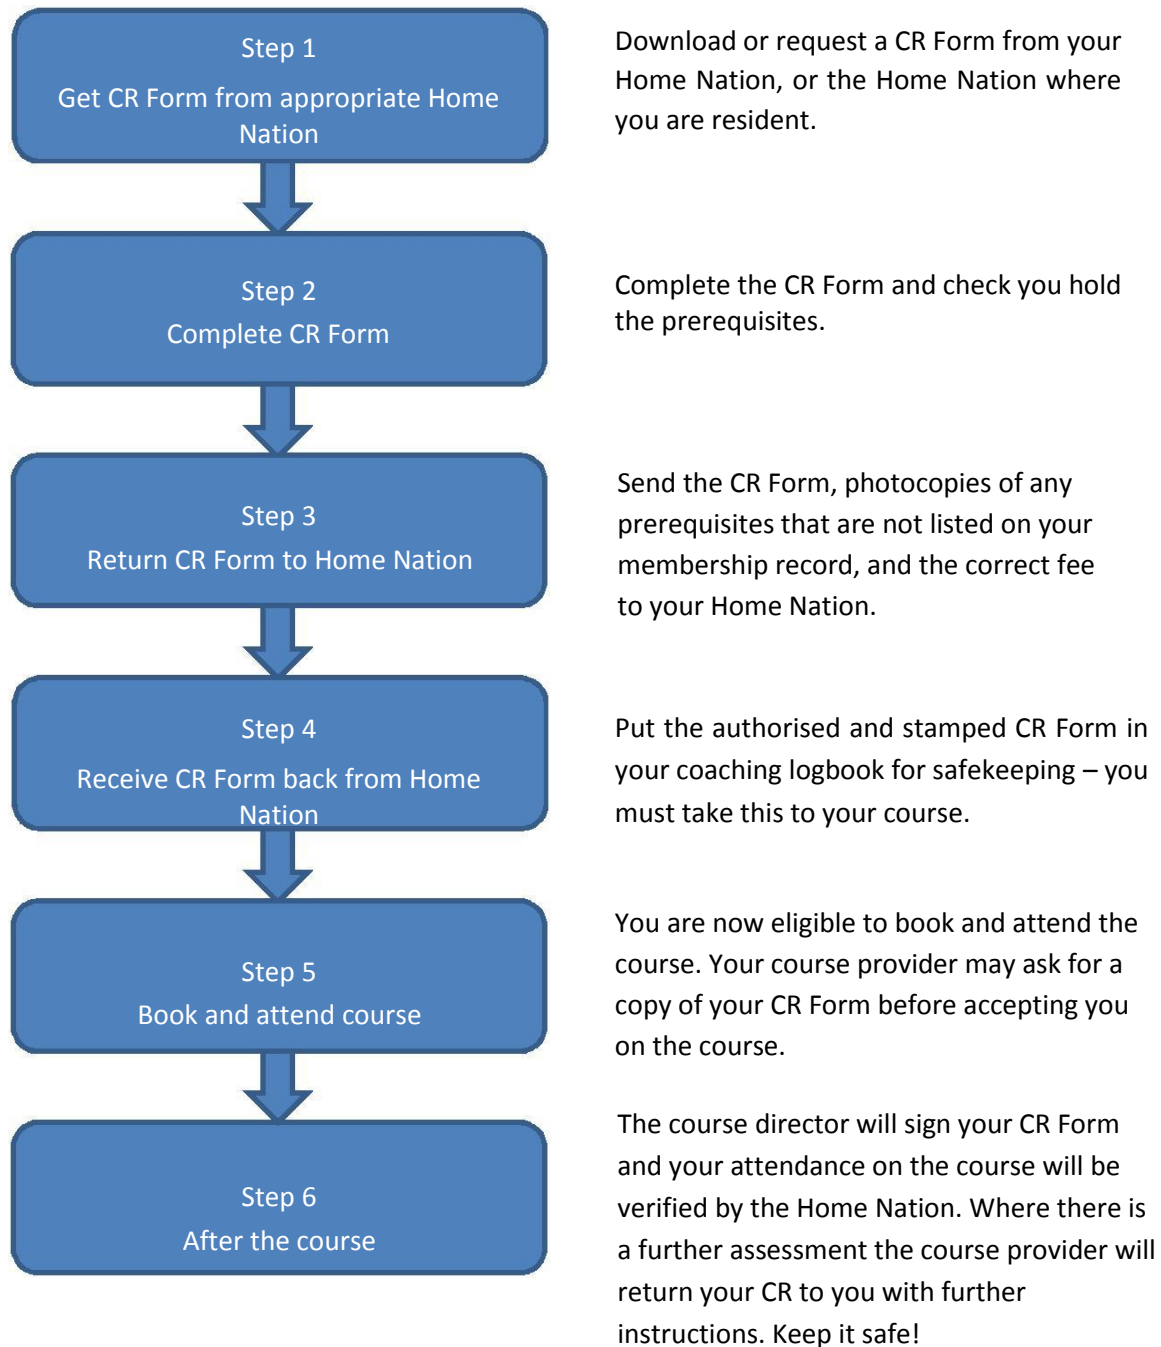 Step 1
Get CR Form from appropriate Home
Nation
Download or request a CR Form from your
Home Nation, or the Home Nation where
you are resident.
Step 2
Complete CR Form
Complete the CR Form and check you hold
the prerequisites.
Step 3
Return CR Form to Home Nation
Send the CR Form, photocopies of any
prerequisites that are not listed on your
membership record, and the correct fee
to your Home Nation.
Step 4
Receive CR Form back from Home
Nation
Put the authorised and stamped CR Form in
your coaching logbook for safekeeping – you
must take this to your course.
Step 5
Book and attend course
You are now eligible to book and attend the
course. Your course provider may ask for a
copy of your CR Form before accepting you
on the course.
Step 6
After the course
The course director will sign your CR Form
and your attendance on the course will be
verified by the Home Nation. Where there is
a further assessment the course provider will
return your CR to you with further
instructions. Keep it safe!